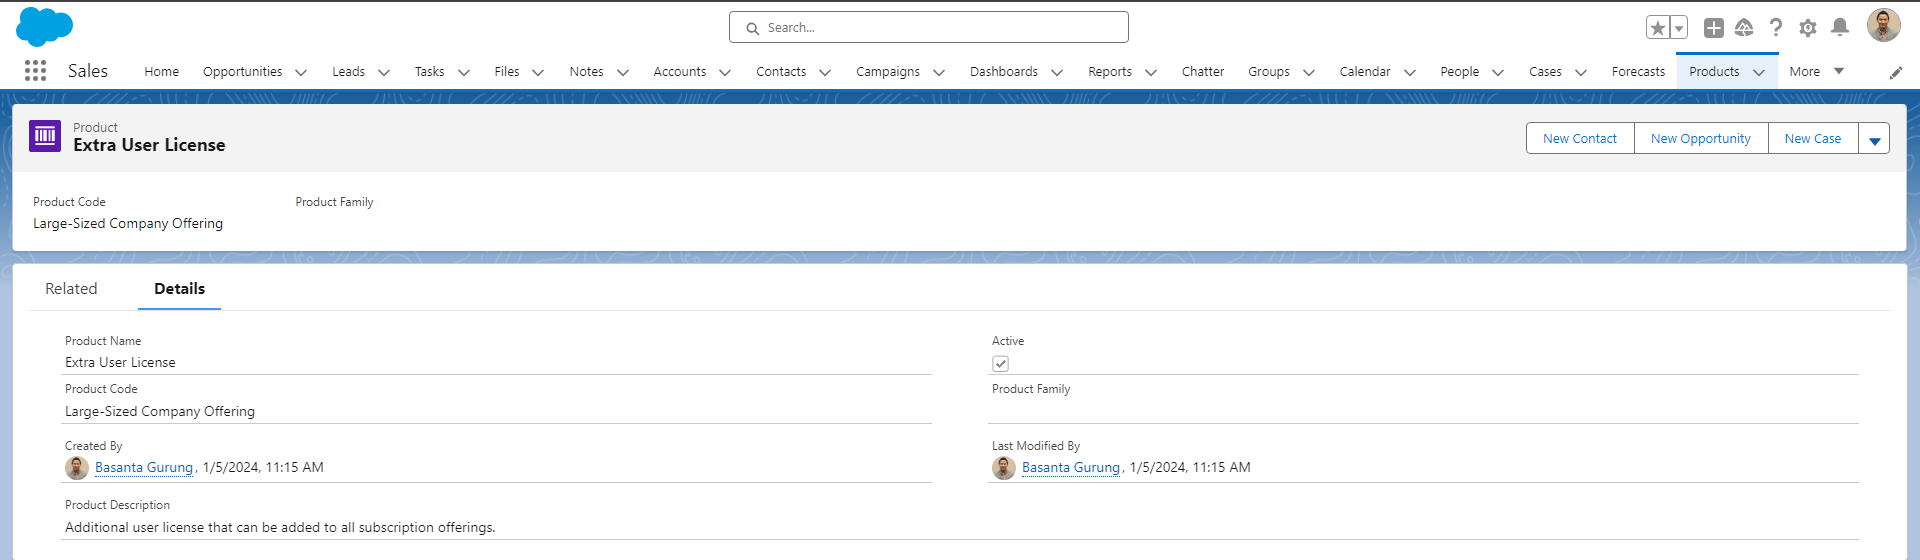 Search...
Sales Home Opportunities Leads Tasks Files Notes Accounts Contacts Campaigns Dashboards Reports Chatter Groups Calendar People Cases Forecasts Products More
Product
Extra User License
New Contact New Opportunity New Case
Product Code Product Family
Large-Sized Company Offering
Related Details
Product Name Active
Extra User License
Product Code Product Family
Large-Sized Company Offering
Created By Last Modified By
Basanta Gurung, 1/5/2024, 11:15 AM Basanta Gurung, 1/5/2024, 11:15 AM
Product Description
Additional user license that can be added to all subscription offerings.